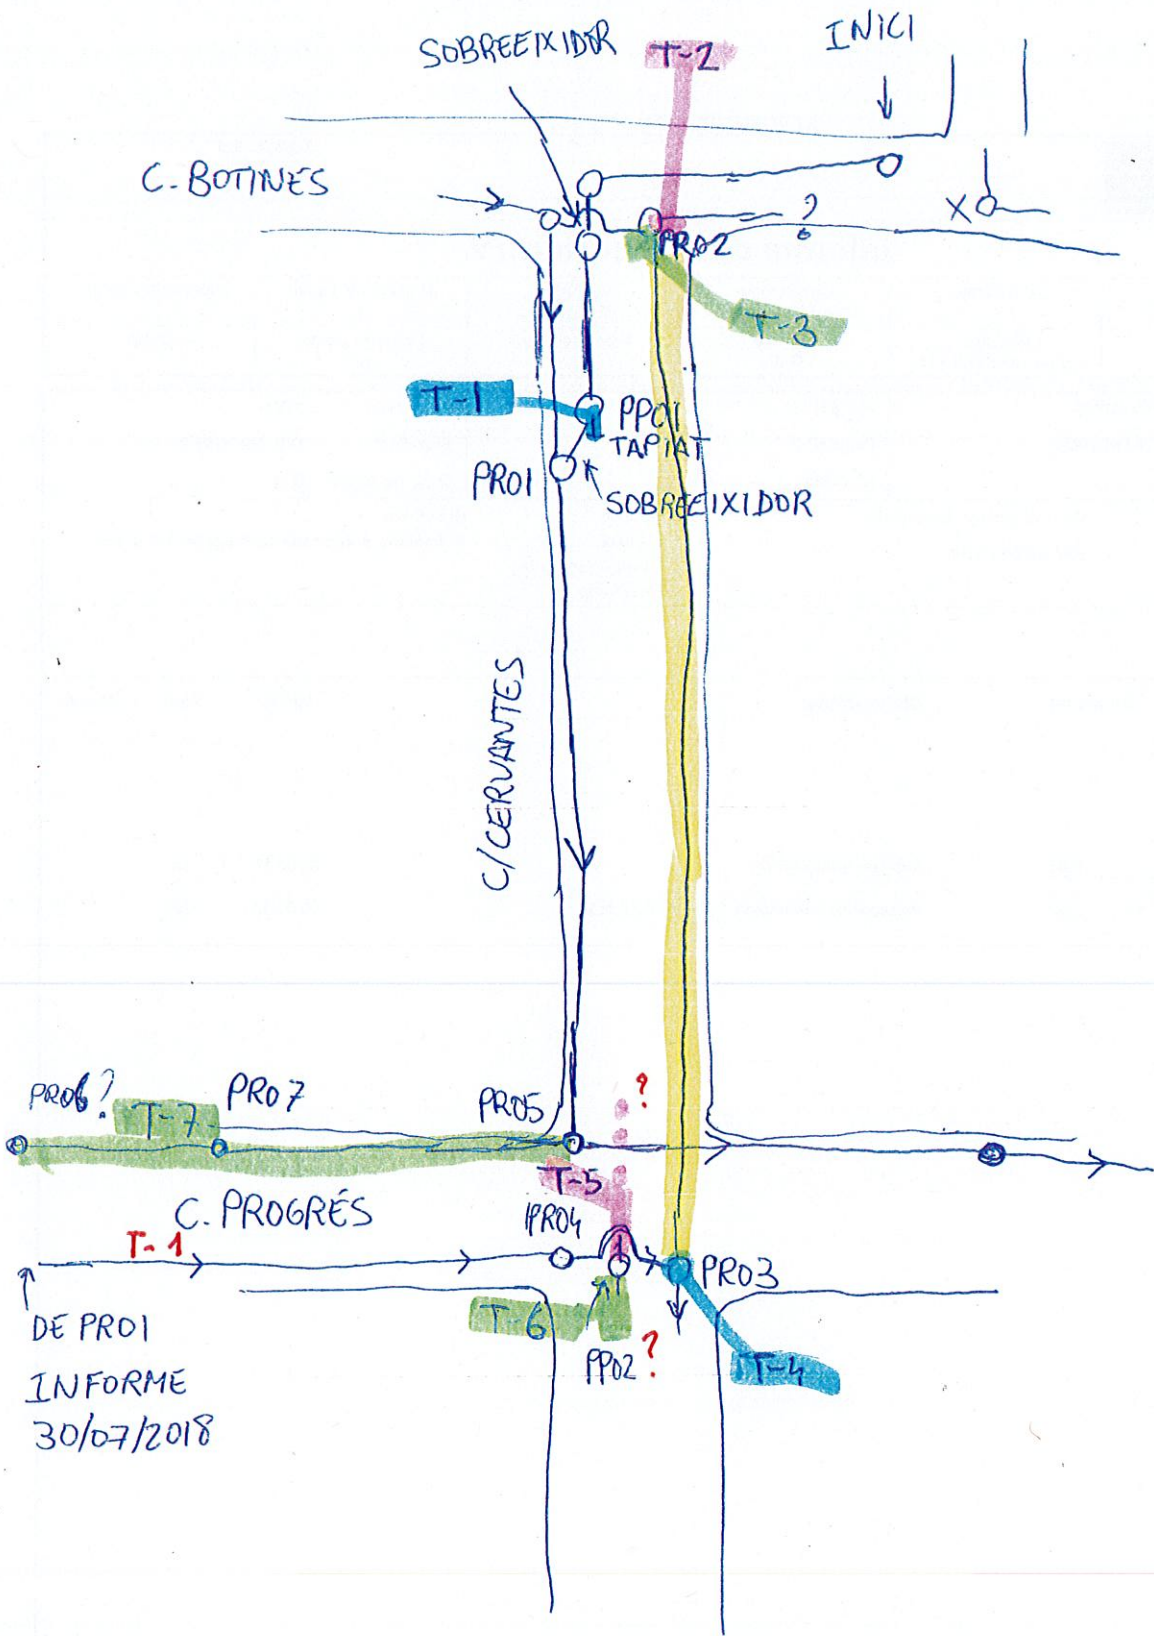 SOBREEIXIDOR
T-2
INICI
C. BOTINES
X
?
PR02
T-3
T-1
PP01
TAPIAT
PR01
SOBREEIXIDOR
C/CERVANTES
PR06?
T-7
PR07
PR05
?
T-5
C. PROGRÉS
PR04
T-1
PR03
DE PR01
INFORME
30/07/2018
T-6
PP02?
T-4